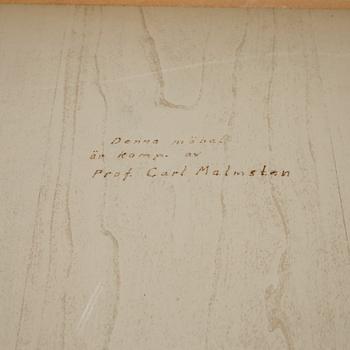 Denna möbel
är komp. av
Prof. Carl Malmsten